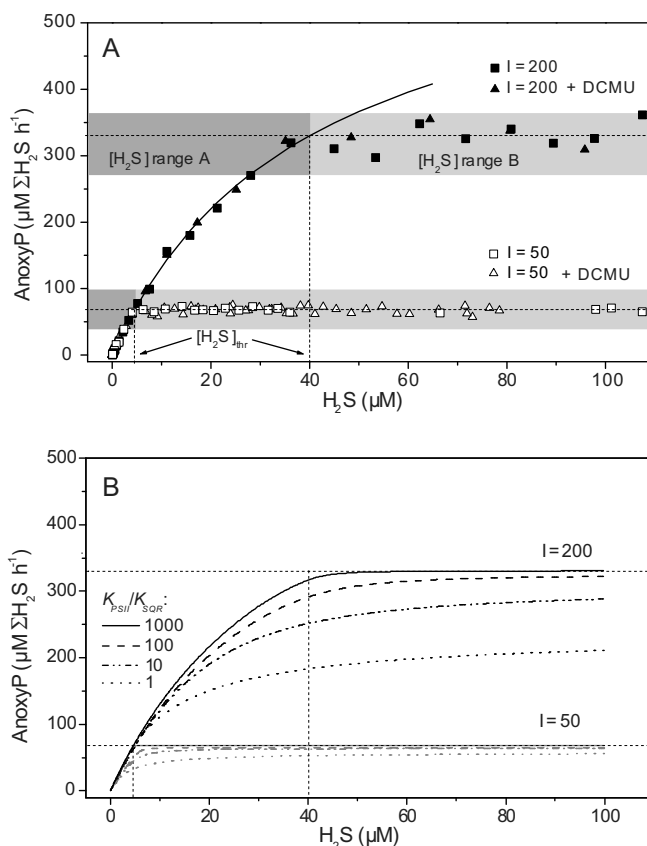 A
500
400
300
200
100
0
AnoxyP (µM ΣH₂S h⁻¹)
I = 200
I = 200 + DCMU
[H₂S] range A
[H₂S] range B
I = 50
I = 50 + DCMU
[H₂S]thr
0 20 40 60 80 100
H₂S (µM)
B
500
400
300
200
100
0
AnoxyP (µM ΣH₂S h⁻¹)
I = 200
K_PSII/K_SQR:
1000
100
10
1
I = 50
0 20 40 60 80 100
H₂S (µM)